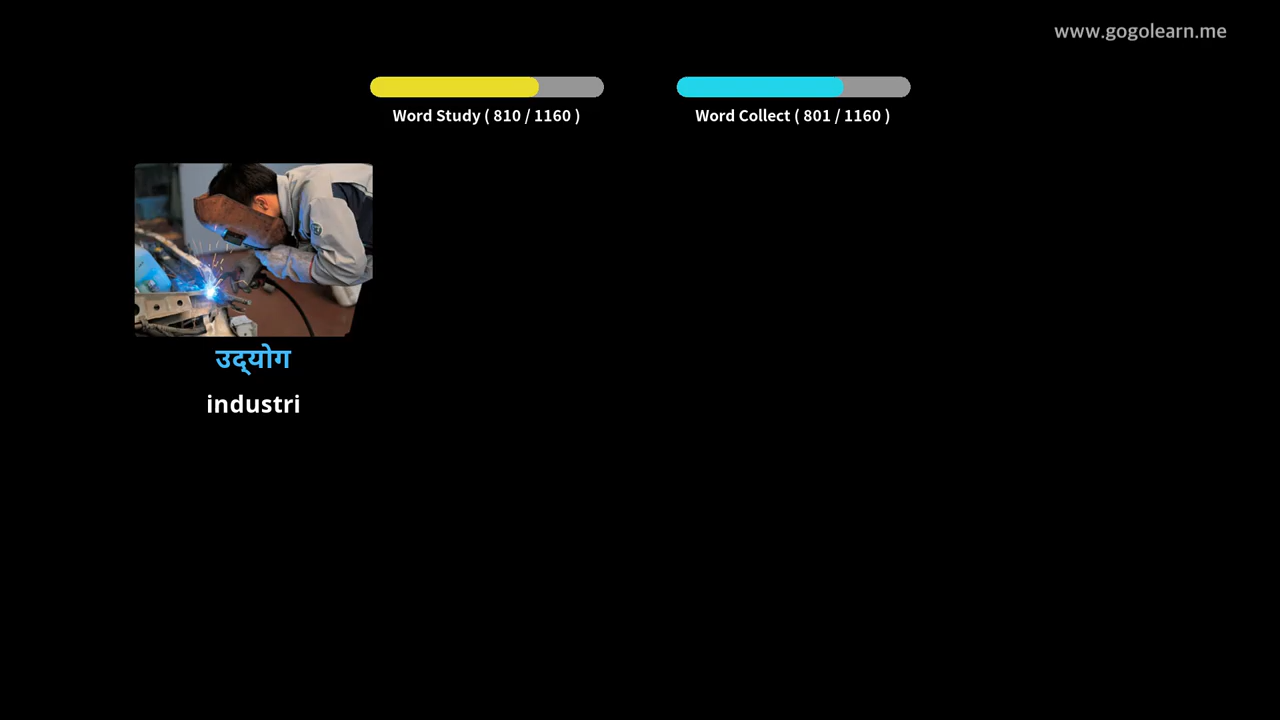 www.gogolearn.me
Word Study ( 810 / 1160 )
Word Collect ( 801 / 1160 )
उद्‌योग
industri